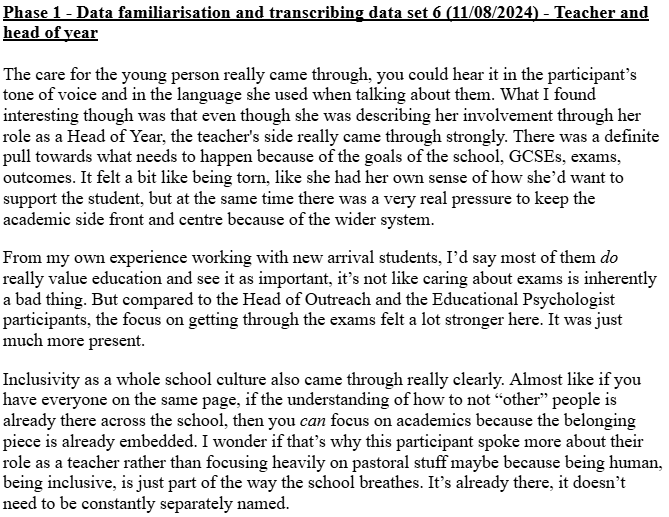 Phase 1 - Data familiarisation and transcribing data set 6 (11/08/2024) - Teacher and
head of year
The care for the young person really came through, you could hear it in the participant’s
tone of voice and in the language she used when talking about them. What I found
interesting though was that even though she was describing her involvement through her
role as a Head of Year, the teacher's side really came through strongly. There was a definite
pull towards what needs to happen because of the goals of the school, GCSEs, exams,
outcomes. It felt a bit like being torn, like she had her own sense of how she’d want to
support the student, but at the same time there was a very real pressure to keep the
academic side front and centre because of the wider system.
From my own experience working with new arrival students, I’d say most of them do
really value education and see it as important, it’s not like caring about exams is inherently
a bad thing. But compared to the Head of Outreach and the Educational Psychologist
participants, the focus on getting through the exams felt a lot stronger here. It was just
much more present.
Inclusivity as a whole school culture also came through really clearly. Almost like if you
have everyone on the same page, if the understanding of how to not “other” people is
already there across the school, then you can focus on academics because the belonging
piece is already embedded. I wonder if that’s why this participant spoke more about their
role as a teacher rather than focusing heavily on pastoral stuff maybe because being human,
being inclusive, is just part of the way the school breathes. It’s already there, it doesn’t
need to be constantly separately named.